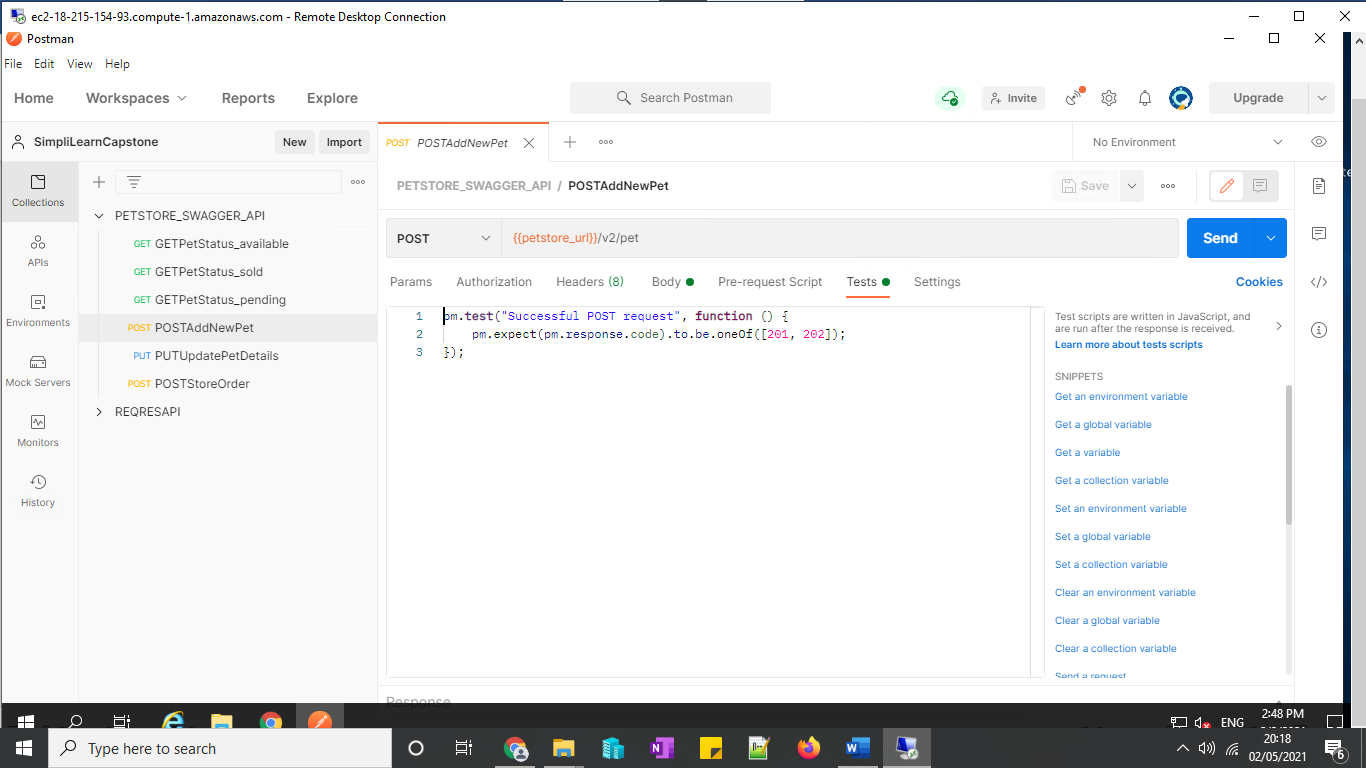 ec2-18-215-154-93.compute-1.amazonaws.com - Remote Desktop Connection
Postman
File Edit View Help
Home Workspaces Reports Explore Search Postman Invite Upgrade
SimpliLearnCapstone New Import POST POSTAddNewPet No Environment
PETSTORE_SWAGGER_API / POSTAddNewPet Save
Collections
PETSTORE_SWAGGER_API
GET GETPetStatus_available
GET GETPetStatus_sold
GET GETPetStatus_pending
POST POSTAddNewPet
PUT PUTUpdatePetDetails
POST POSTStoreOrder
REQRESAPI
APIs
Environments
Mock Servers
Monitors
History
POST {{petstore_url}}/v2/pet Send
Params Authorization Headers (8) Body Pre-request Script Tests Settings Cookies
1 pm.test("Successful POST request", function () {
2 pm.expect(pm.response.code).to.be.oneOf([201, 202]);
3 });
Test scripts are written in JavaScript, and
are run after the response is received.
Learn more about tests scripts
SNIPPETS
Get an environment variable
Get a global variable
Get a variable
Get a collection variable
Set an environment variable
Set a global variable
Set a collection variable
Clear an environment variable
Clear a global variable
Clear a collection variable
Send a request
Response
ENG 2:48 PM
Type here to search
20:18
02/05/2021
6